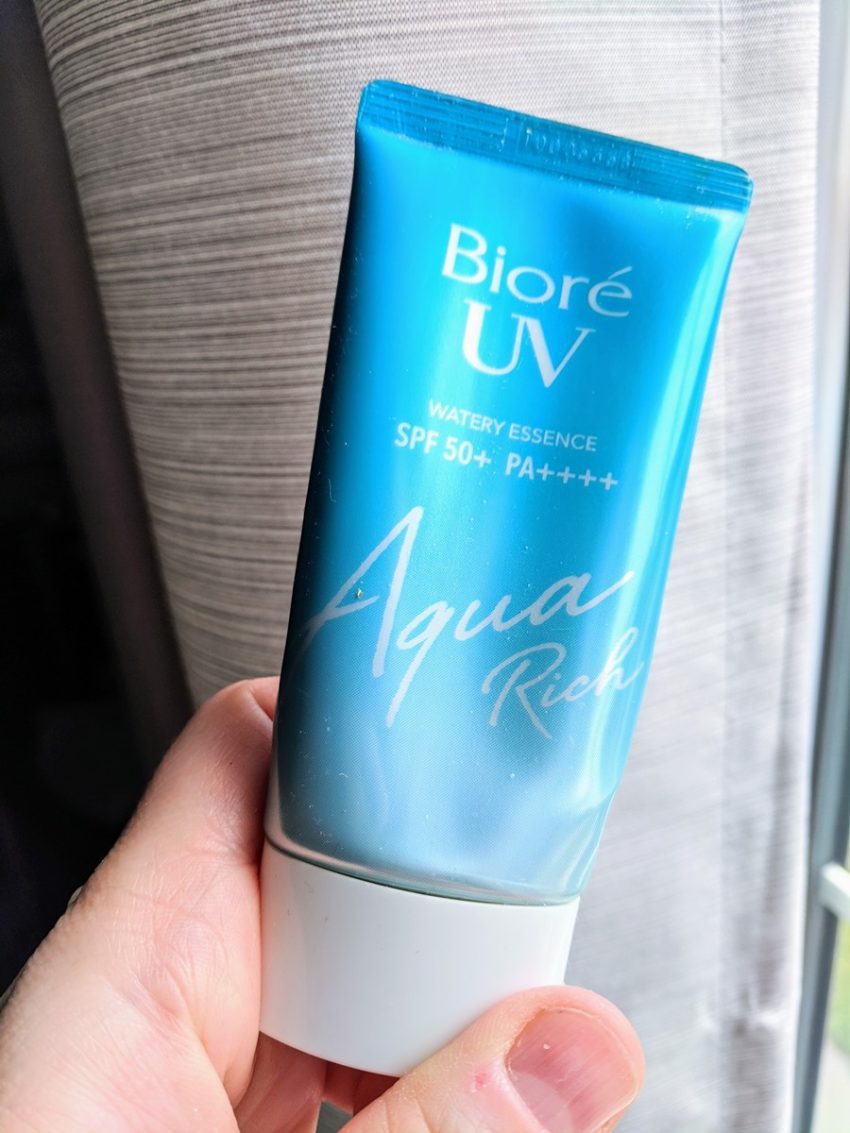 Bioré
UV
WATERY ESSENCE
SPF 50+ PA++++
Aqua
Rich